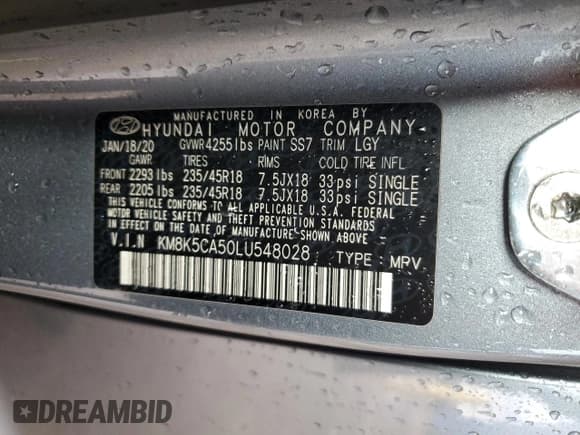 MANUFACTURED IN KOREA BY
HYUNDAI MOTOR COMPANY
JAN/18/20 GVWR4255lbs PAINT SS7 TRIM LGY
GAWR TIRES RIMS COLD TIRE INFL
FRONT 2293 lbs 235/45R18 7.5JX18 33psi SINGLE
REAR 2205 lbs 235/45R18 7.5JX18 33psi SINGLE
THIS VEHICLE CONFORMS TO ALL APPLICABLE U.S.A. FEDERAL
MOTOR VEHICLE SAFETY AND THEFT PREVENTION STANDARDS
IN EFFECT ON THE DATE OF MANUFACTURE SHOWN ABOVE
V.I.N KM8K5CA50LU548028 TYPE: MPV
DREAMBID